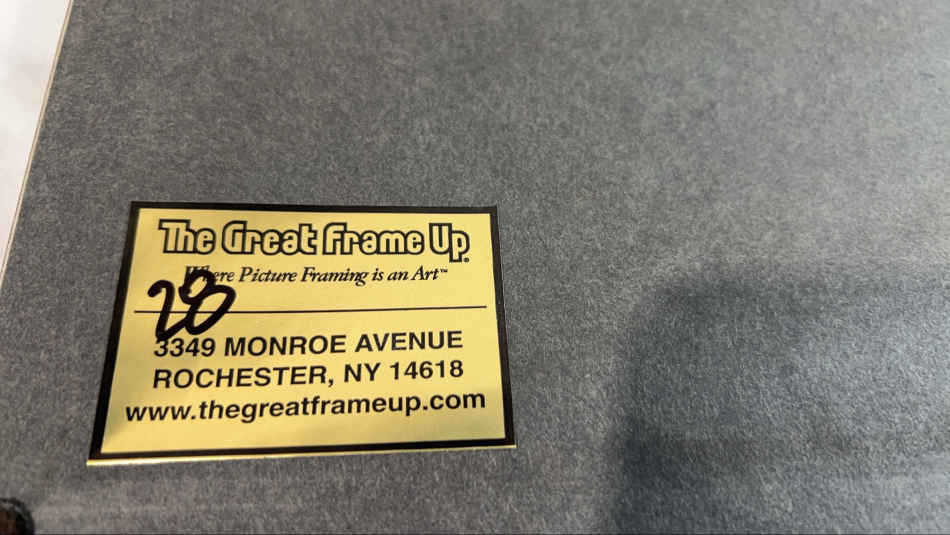 The Great Frame Up®
Where Picture Framing is an Art™
28
3349 MONROE AVENUE
ROCHESTER, NY 14618
www.thegreatframeup.com